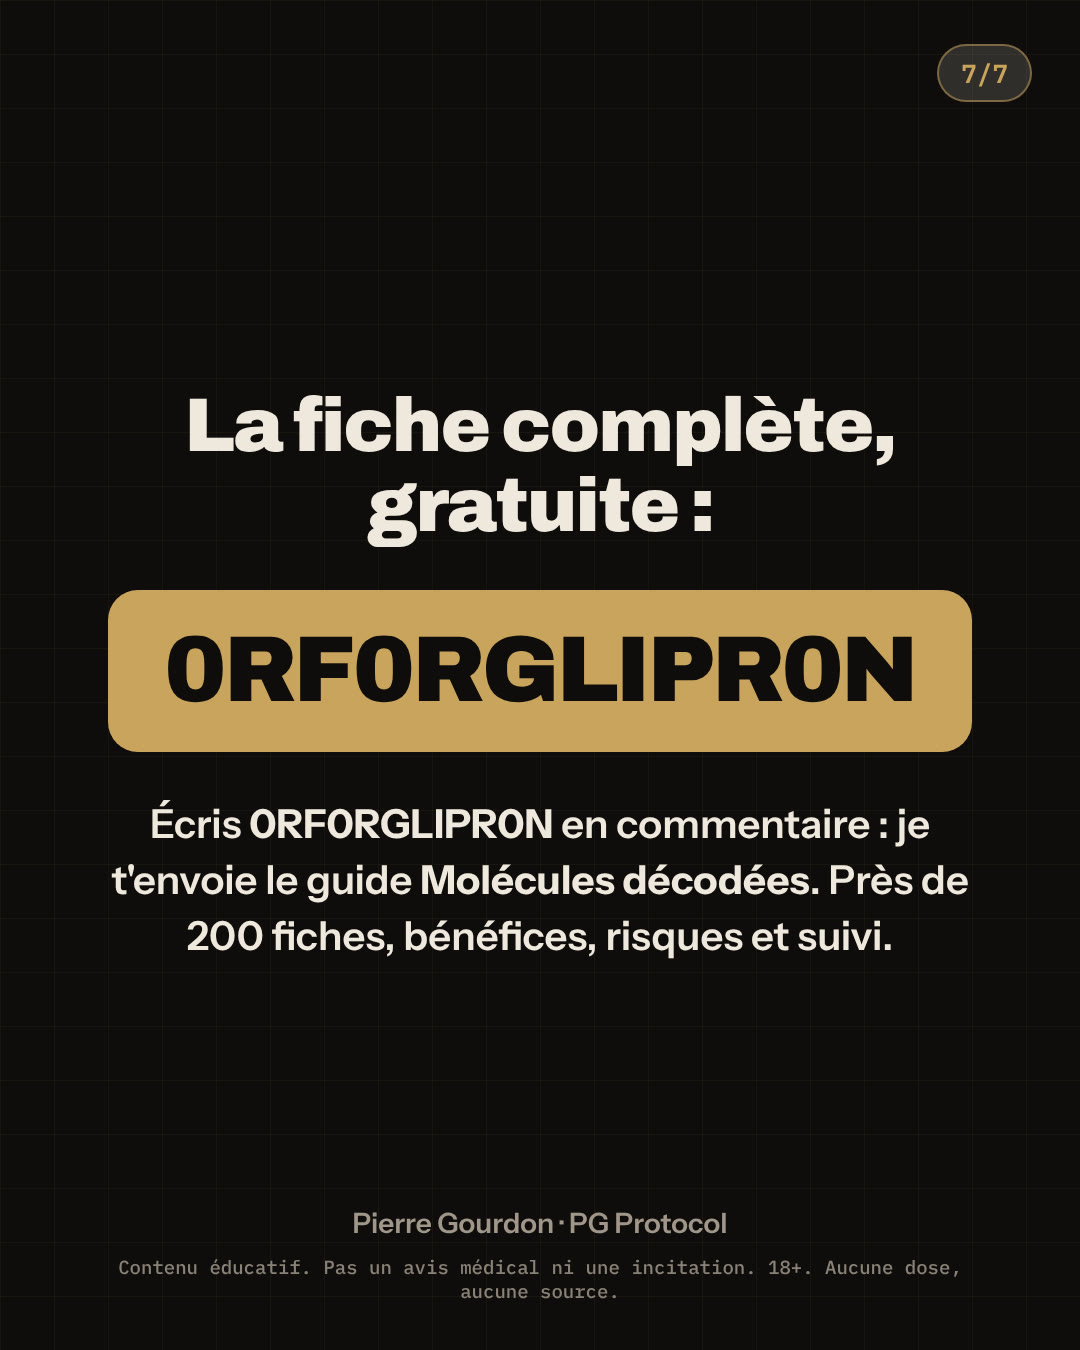 7/7
La fiche complète,
gratuite :
0RF0RGLIPR0N
Écris 0RF0RGLIPR0N en commentaire : je
t'envoie le guide Molécules décodées. Près de
200 fiches, bénéfices, risques et suivi.
Pierre Gourdon · PG Protocol
Contenu éducatif. Pas un avis médical ni une incitation. 18+. Aucune dose,
aucune source.